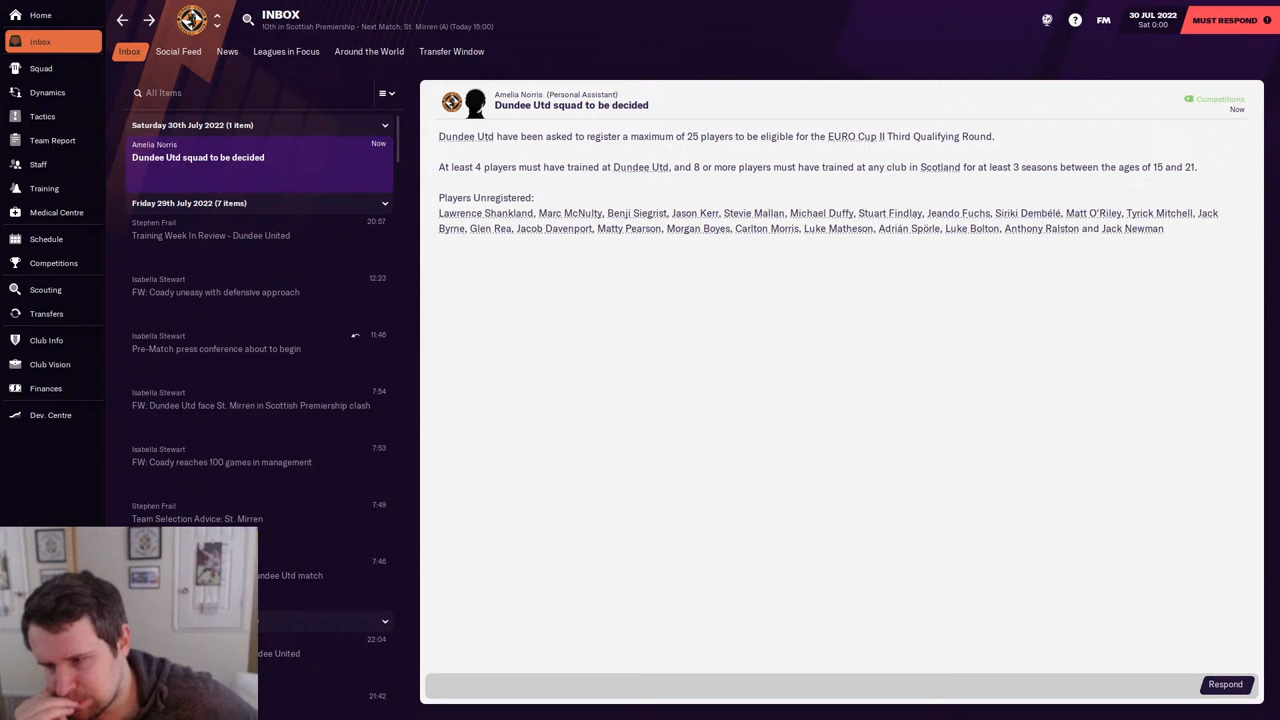 Home
Inbox
Squad
Dynamics
Tactics
Team Report
Staff
Training
Medical Centre
Schedule
Competitions
Scouting
Transfers
Club Info
Club Vision
Finances
Dev. Centre
INBOX
10th in Scottish Premiership - Next Match: St. Mirren (A) (Today 15:00)
FM
30 JUL 2022
Sat 0:00
MUST RESPOND
Inbox
Social Feed
News
Leagues in Focus
Around the World
Transfer Window
All Items
Saturday 30th July 2022 (1 item)
Amelia Norris
Now
Dundee Utd squad to be decided
Friday 29th July 2022 (7 items)
Stephen Frail
20:57
Training Week In Review - Dundee United
Isabella Stewart
12:23
FW: Coady uneasy with defensive approach
Isabella Stewart
11:46
Pre-Match press conference about to begin
Isabella Stewart
7:54
FW: Dundee Utd face St. Mirren in Scottish Premiership clash
Isabella Stewart
7:53
FW: Coady reaches 100 games in management
Stephen Frail
7:49
Team Selection Advice: St. Mirren
7:46
undee Utd match
22:04
dee United
21:42
Amelia Norris (Personal Assistant)
Dundee Utd squad to be decided
Competitions
Now
Dundee Utd have been asked to register a maximum of 25 players to be eligible for the EURO Cup II Third Qualifying Round.
At least 4 players must have trained at Dundee Utd, and 8 or more players must have trained at any club in Scotland for at least 3 seasons between the ages of 15 and 21.
Players Unregistered:
Lawrence Shankland, Marc McNulty, Benji Siegrist, Jason Kerr, Stevie Mallan, Michael Duffy, Stuart Findlay, Jeando Fuchs, Siriki Dembélé, Matt O'Riley, Tyrick Mitchell, Jack
Byrne, Glen Rea, Jacob Davenport, Matty Pearson, Morgan Boyes, Carlton Morris, Luke Matheson, Adrián Spörle, Luke Bolton, Anthony Ralston and Jack Newman
Respond